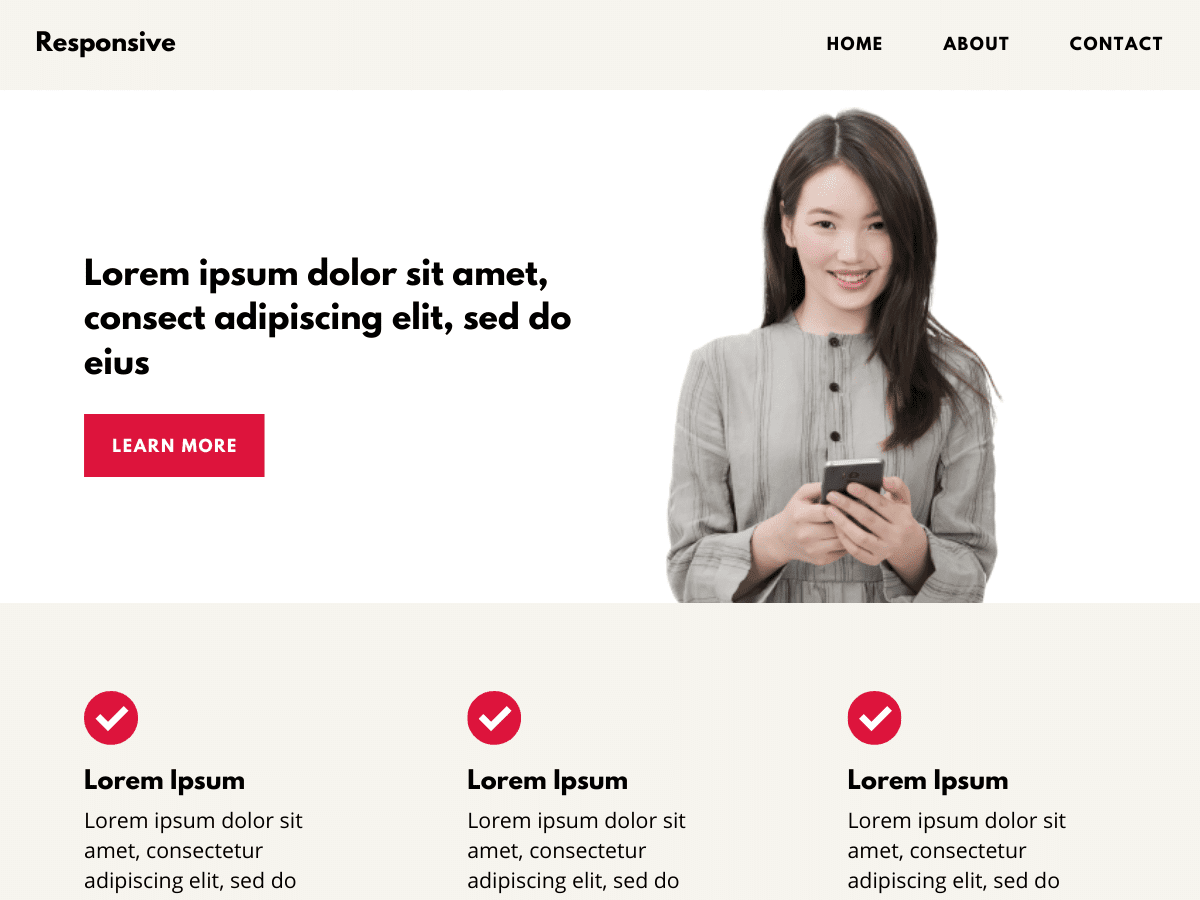 Responsive
HOME
ABOUT
CONTACT
Lorem ipsum dolor sit amet,
consect adipiscing elit, sed do
eius
LEARN MORE
Lorem Ipsum
Lorem ipsum dolor sit
amet, consectetur
adipiscing elit, sed do
Lorem Ipsum
Lorem ipsum dolor sit
amet, consectetur
adipiscing elit, sed do
Lorem Ipsum
Lorem ipsum dolor sit
amet, consectetur
adipiscing elit, sed do